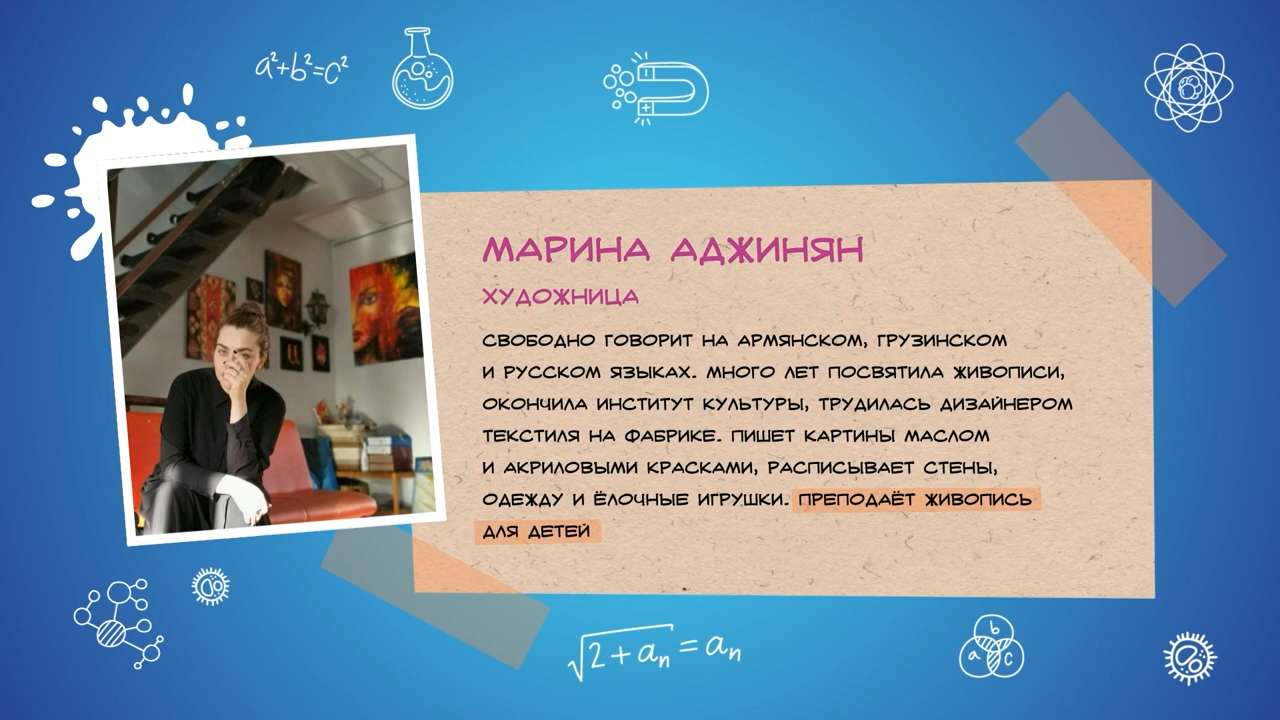 a²+b²=c²
МАРИНА АДЖИНЯН
ХУДОЖНИЦА
СВОБОДНО ГОВОРИТ НА АРМЯНСКОМ, ГРУЗИНСКОМ
И РУССКОМ ЯЗЫКАХ. МНОГО ЛЕТ ПОСВЯТИЛА ЖИВОПИСИ,
ОКОНЧИЛА ИНСТИТУТ КУЛЬТУРЫ, ТРУДИЛАСЬ ДИЗАЙНЕРОМ
ТЕКСТИЛЯ НА ФАБРИКЕ. ПИШЕТ КАРТИНЫ МАСЛОМ
И АКРИЛОВЫМИ КРАСКАМИ, РАСПИСЫВАЕТ СТЕНЫ,
ОДЕЖДУ И ЁЛОЧНЫЕ ИГРУШКИ. ПРЕПОДАЁТ ЖИВОПИСЬ
ДЛЯ ДЕТЕЙ
√2+aₙ=aₙ
b
a c